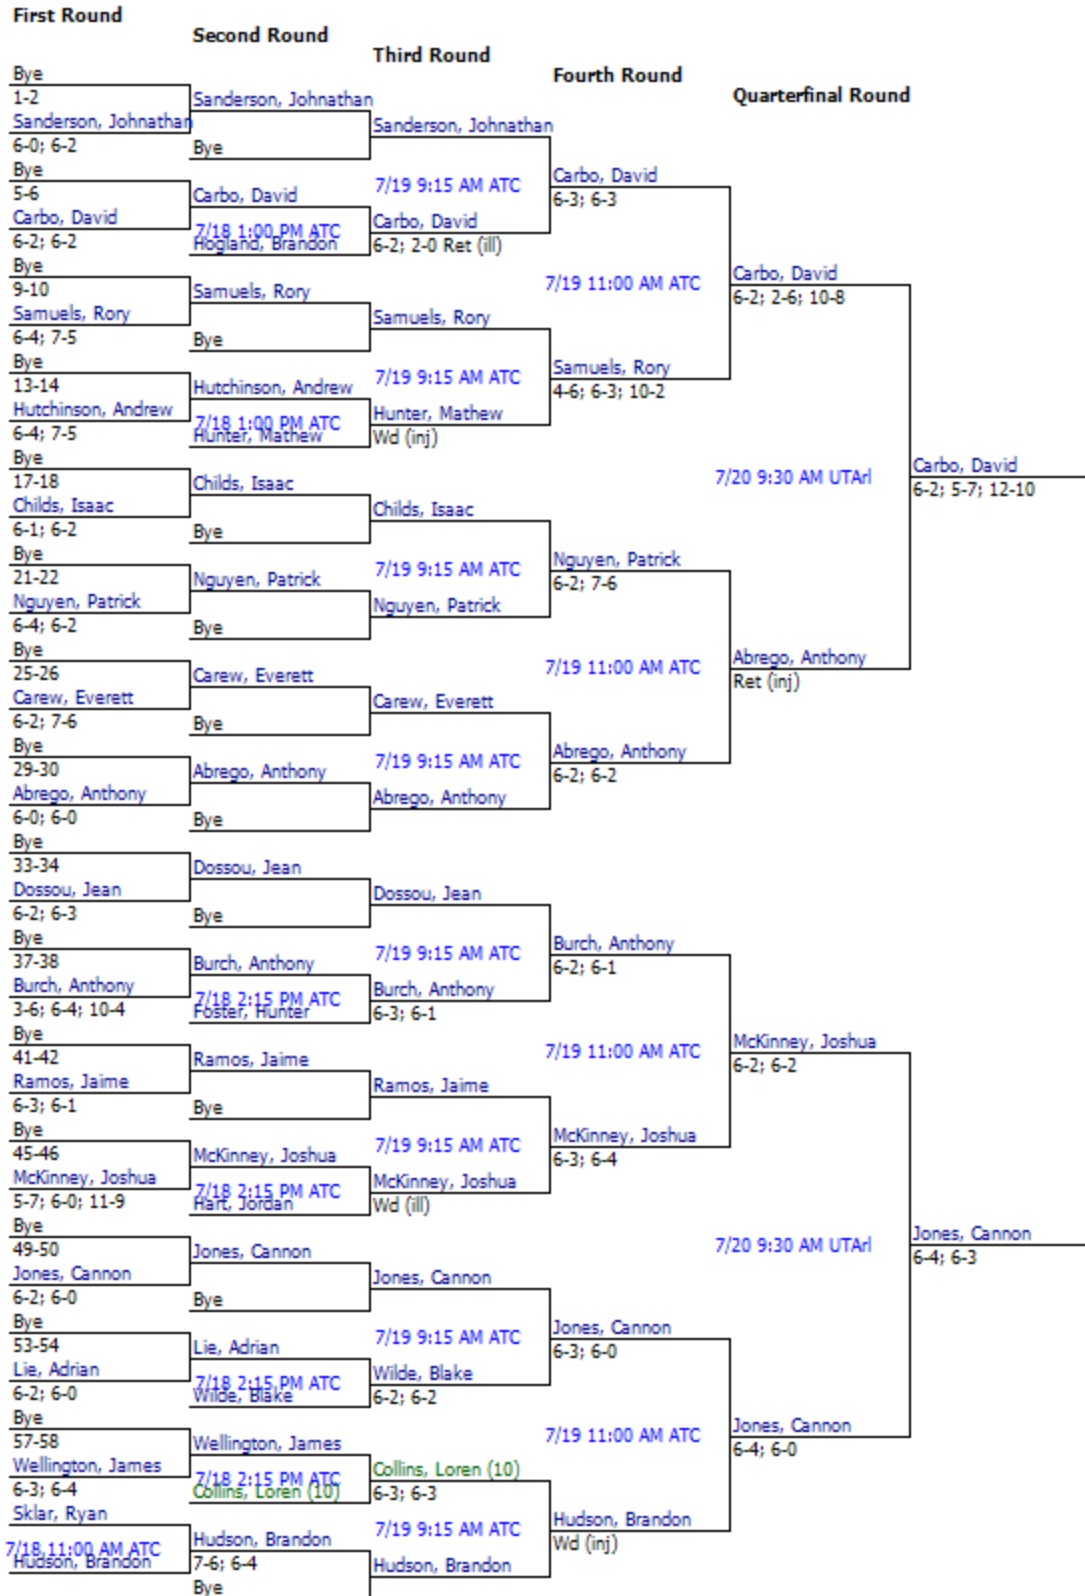 First Round
Second Round
Third Round
Fourth Round
Quarterfinal Round
Bye
1-2
Sanderson, Johnathan
6-0; 6-2
Bye
5-6
Carbo, David
6-2; 6-2
Bye
9-10
Samuels, Rory
6-4; 7-5
Bye
13-14
Hutchinson, Andrew
6-4; 7-5
Bye
17-18
Childs, Isaac
6-1; 6-2
Bye
21-22
Nguyen, Patrick
6-4; 6-2
Bye
25-26
Carew, Everett
6-2; 7-6
Bye
29-30
Abrego, Anthony
6-0; 6-0
Bye
33-34
Dossou, Jean
6-2; 6-3
Bye
37-38
Burch, Anthony
3-6; 6-4; 10-4
Bye
41-42
Ramos, Jaime
6-3; 6-1
Bye
45-46
McKinney, Joshua
5-7; 6-0; 11-9
Bye
49-50
Jones, Cannon
6-2; 6-0
Bye
53-54
Lie, Adrian
6-2; 6-0
Bye
57-58
Wellington, James
6-3; 6-4
Sklar, Ryan
7/18 11:00 AM ATC
Hudson, Brandon
Sanderson, Johnathan
Bye
Carbo, David
7/18 1:00 PM ATC
Hogland, Brandon
Samuels, Rory
Bye
Hutchinson, Andrew
7/18 1:00 PM ATC
Hunter, Mathew
Childs, Isaac
Bye
Nguyen, Patrick
Bye
Carew, Everett
Bye
Abrego, Anthony
Bye
Dossou, Jean
Bye
Burch, Anthony
7/18 2:15 PM ATC
Foster, Hunter
Ramos, Jaime
Bye
McKinney, Joshua
7/18 2:15 PM ATC
Hart, Jordan
Jones, Cannon
Bye
Lie, Adrian
7/18 2:15 PM ATC
Wilde, Blake
Wellington, James
7/18 2:15 PM ATC
Collins, Loren (10)
Hudson, Brandon
7-6; 6-4
Bye
Sanderson, Johnathan
7/19 9:15 AM ATC
Carbo, David
6-2; 2-0 Ret (ill)
Samuels, Rory
7/19 9:15 AM ATC
Hunter, Mathew
Wd (inj)
Childs, Isaac
7/19 9:15 AM ATC
Nguyen, Patrick
Carew, Everett
7/19 9:15 AM ATC
Abrego, Anthony
Dossou, Jean
7/19 9:15 AM ATC
Burch, Anthony
6-3; 6-1
Ramos, Jaime
7/19 9:15 AM ATC
McKinney, Joshua
Wd (ill)
Jones, Cannon
7/19 9:15 AM ATC
Wilde, Blake
6-2; 6-2
Collins, Loren (10)
6-3; 6-3
7/19 9:15 AM ATC
Hudson, Brandon
Carbo, David
6-3; 6-3
7/19 11:00 AM ATC
Samuels, Rory
4-6; 6-3; 10-2
Nguyen, Patrick
6-2; 7-6
7/19 11:00 AM ATC
Abrego, Anthony
6-2; 6-2
Burch, Anthony
6-2; 6-1
7/19 11:00 AM ATC
McKinney, Joshua
6-3; 6-4
Jones, Cannon
6-3; 6-0
7/19 11:00 AM ATC
Hudson, Brandon
Wd (inj)
Carbo, David
6-2; 2-6; 10-8
7/20 9:30 AM UTArl
Abrego, Anthony
Ret (inj)
McKinney, Joshua
6-2; 6-2
7/20 9:30 AM UTArl
Jones, Cannon
6-4; 6-0
Carbo, David
6-2; 5-7; 12-10
Jones, Cannon
6-4; 6-3